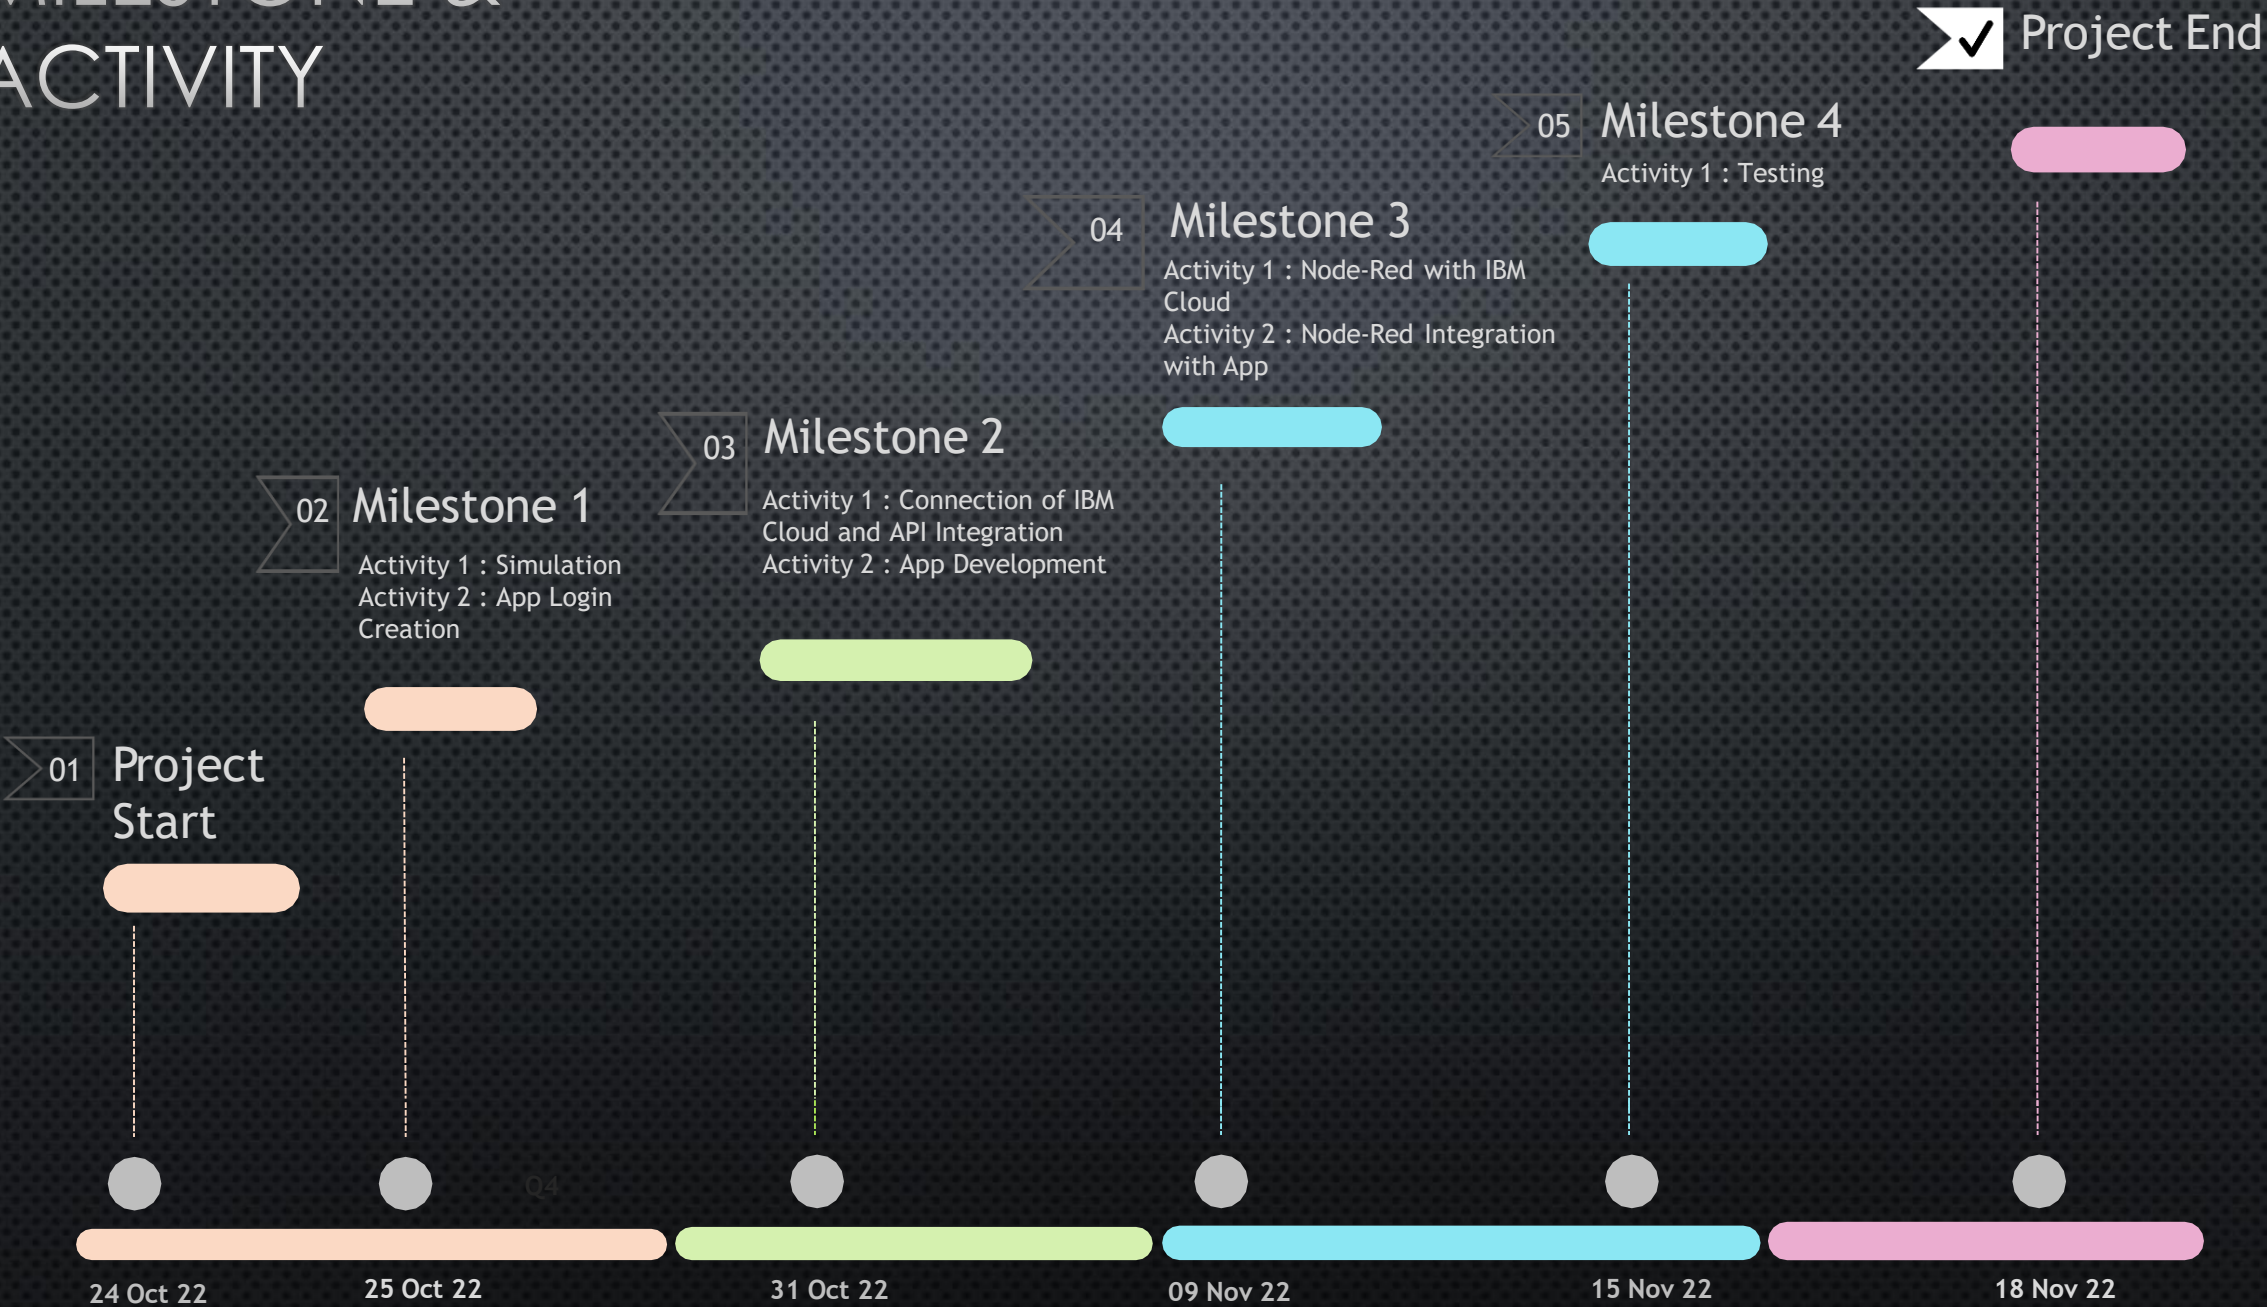 MILESTONE &
ACTIVITY
Project End
05
Milestone 4
Activity 1 : Testing
04
Milestone 3
Activity 1 : Node-Red with IBM
Cloud
Activity 2 : Node-Red Integration
with App
03
Milestone 2
Activity 1 : Connection of IBM
Cloud and API Integration
Activity 2 : App Development
02
Milestone 1
Activity 1 : Simulation
Activity 2 : App Login
Creation
01
Project
Start
Q4
24 Oct 22
25 Oct 22
31 Oct 22
09 Nov 22
15 Nov 22
18 Nov 22